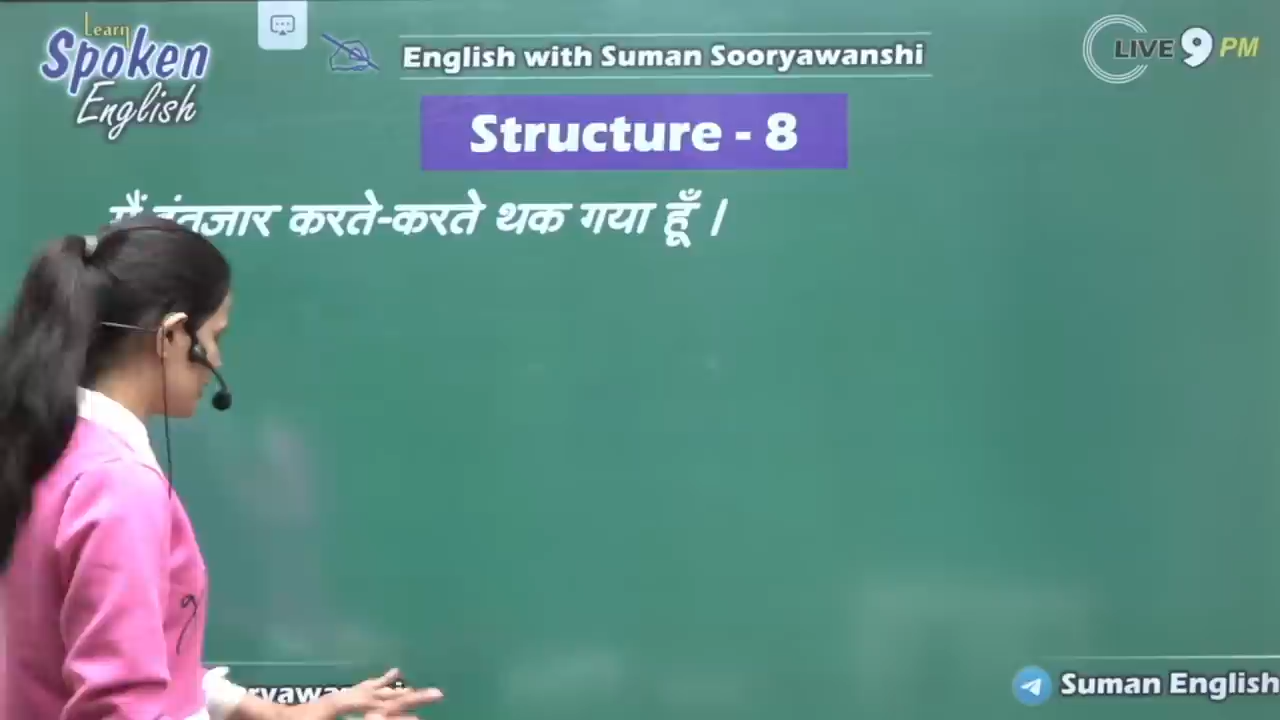 Learn
Spoken
English
English with Suman Sooryawanshi
LIVE 9 PM
Structure - 8
करते-करते थक गया हूँ ।
Suman English